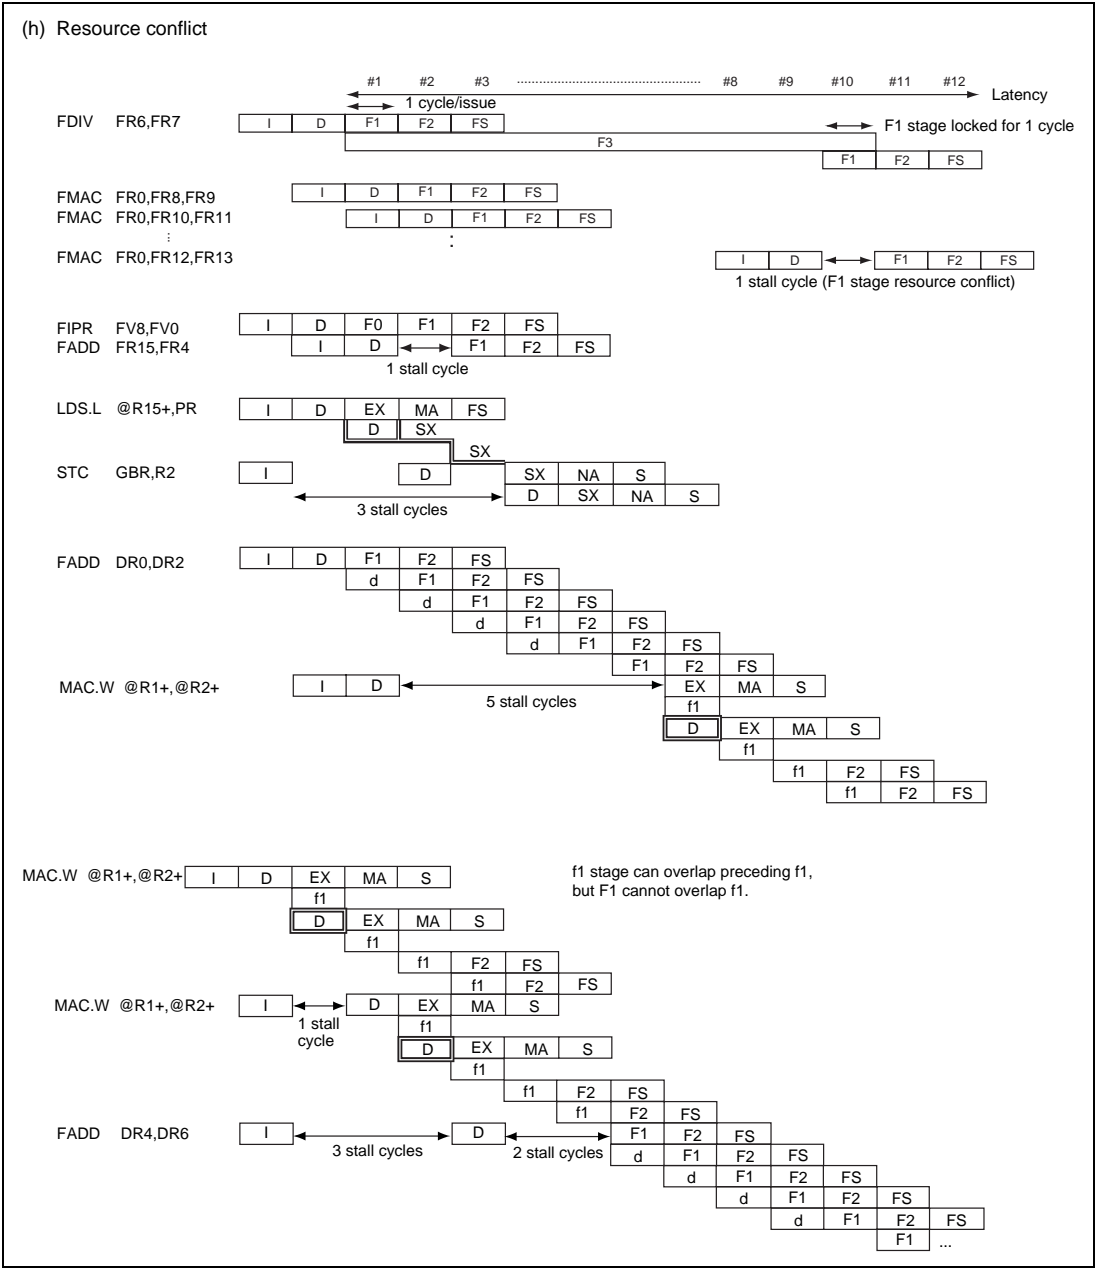 (h) Resource conflict
#1 #2 #3 #8 #9 #10 #11 #12
Latency
1 cycle/issue
FDIV FR6,FR7 I D F1 F2 FS F1 stage locked for 1 cycle
F3
F1 F2 FS
FMAC FR0,FR8,FR9 I D F1 F2 FS
FMAC FR0,FR10,FR11 I D F1 F2 FS
:
FMAC FR0,FR12,FR13 I D F1 F2 FS
1 stall cycle (F1 stage resource conflict)
FIPR FV8,FV0 I D F0 F1 F2 FS
FADD FR15,FR4 I D F1 F2 FS
1 stall cycle
LDS.L @R15+,PR I D EX MA FS
D SX
SX
STC GBR,R2 I D SX NA S
D SX NA S
3 stall cycles
FADD DR0,DR2 I D F1 F2 FS
d F1 F2 FS
d F1 F2 FS
d F1 F2 FS
d F1 F2 FS
F1 F2 FS
MAC.W @R1+,@R2+ I D EX MA S
5 stall cycles
f1
D EX MA S
f1
f1 F2 FS
f1 F2 FS
MAC.W @R1+,@R2+ I D EX MA S
f1 stage can overlap preceding f1,
but F1 cannot overlap f1.
f1
D EX MA S
f1
f1 F2 FS
f1 F2 FS
MAC.W @R1+,@R2+ I D EX MA S
1 stall
cycle
f1
D EX MA S
f1
f1 F2 FS
f1 F2 FS
FADD DR4,DR6 I D F1 F2 FS
3 stall cycles 2 stall cycles
d F1 F2 FS
d F1 F2 FS
d F1 F2 FS
d F1 F2 FS
F1 ...